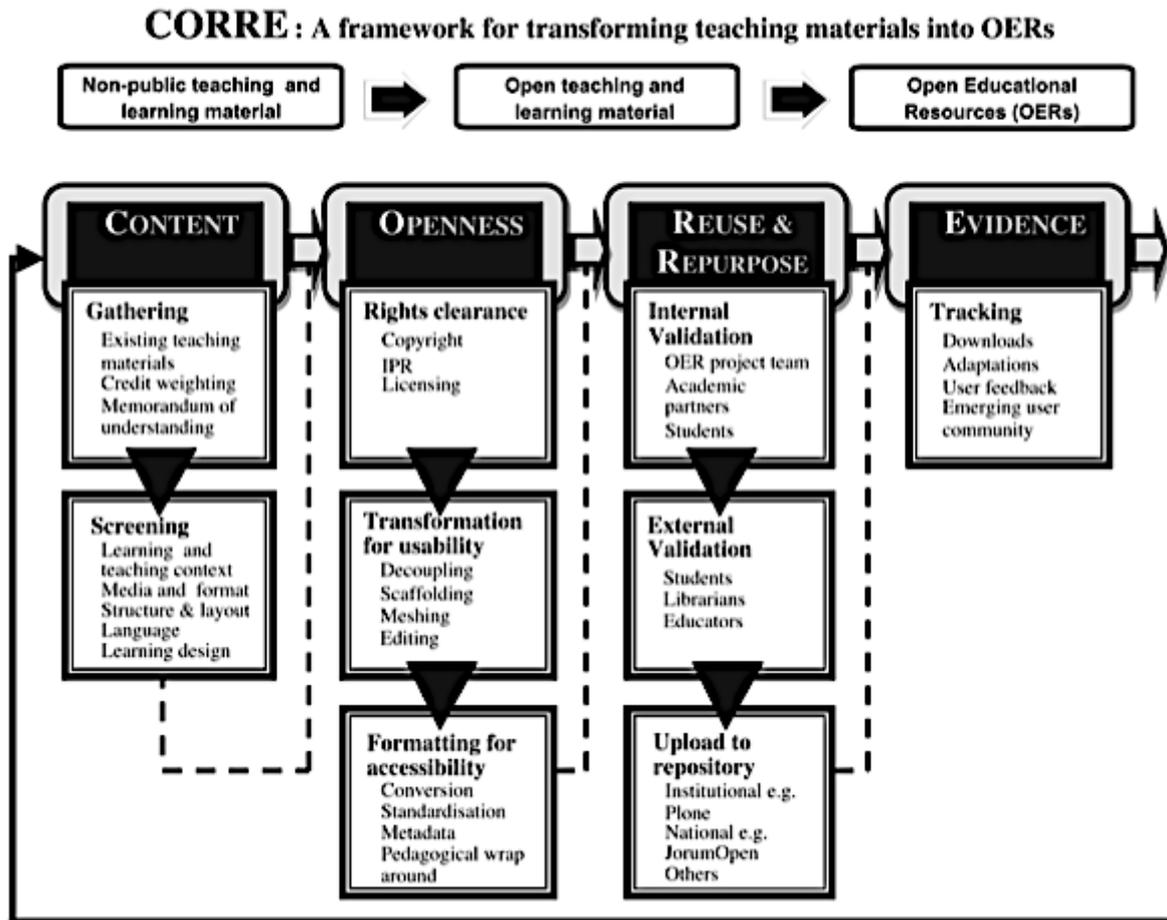 CORRE : A framework for transforming teaching materials into OERs
Non-public teaching and
learning material
Open teaching and
learning material
Open Educational
Resources (OERs)
CONTENT
Gathering
Existing teaching
materials
Credit weighting
Memorandum of
understanding
Screening
Learning and
teaching context
Media and format
Structure & layout
Language
Learning design
OPENNESS
Rights clearance
Copyright
IPR
Licensing
Transformation
for usability
Decoupling
Scaffolding
Meshing
Editing
Formatting for
accessibility
Conversion
Standardisation
Metadata
Pedagogical wrap
around
REUSE &
REPURPOSE
Internal
Validation
OER project team
Academic
partners
Students
External
Validation
Students
Librarians
Educators
Upload to
repository
Institutional e.g.
Plone
National e.g.
JorumOpen
Others
EVIDENCE
Tracking
Downloads
Adaptations
User feedback
Emerging user
community